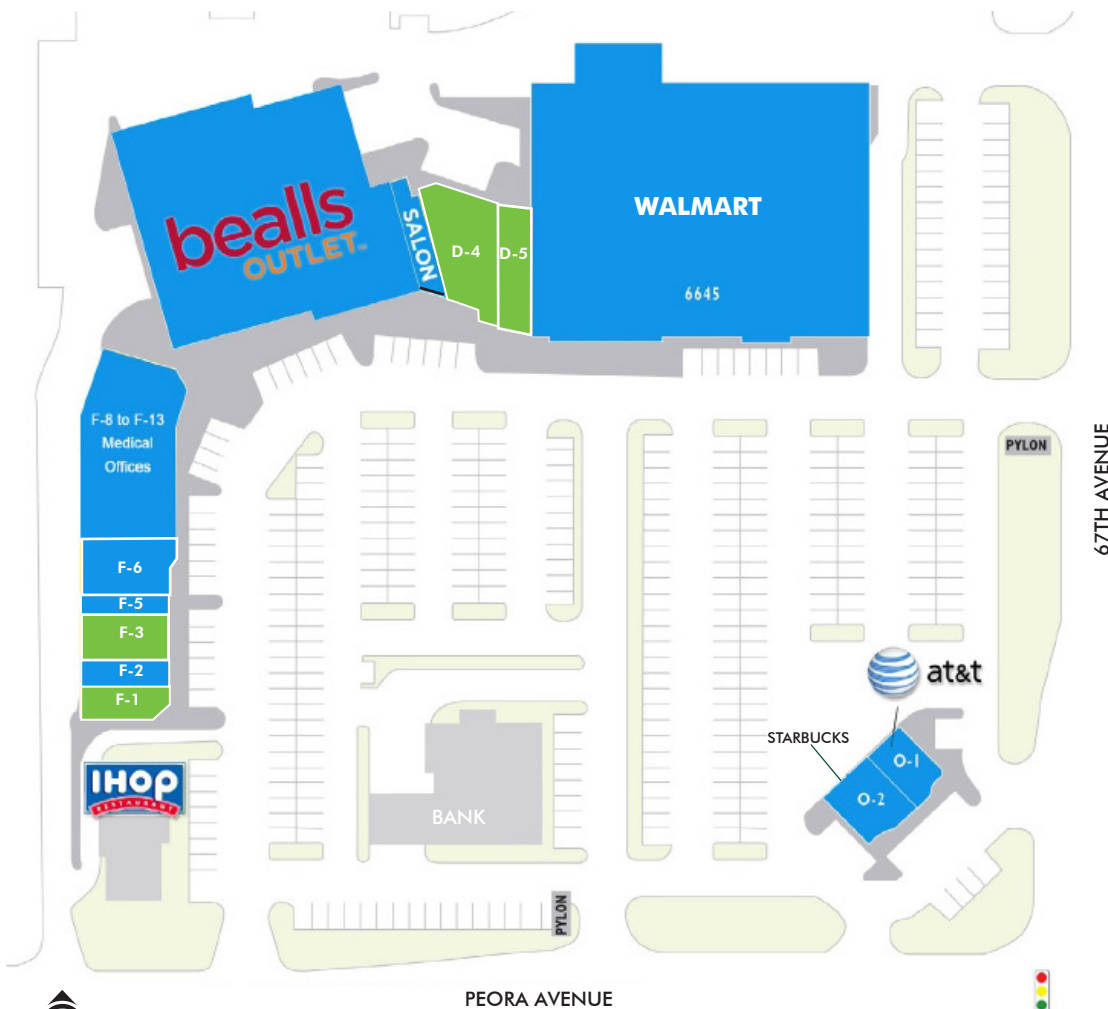 bealls
OUTLET
SALON
D-4
D-5
WALMART
6645
F-8 to F-13
Medical
Offices
F-6
F-5
F-3
F-2
F-1
IHOP
RESTAURANT
BANK
PYLON
PYLON
67TH AVENUE
at&t
STARBUCKS
O-1
O-2
PEORA AVENUE